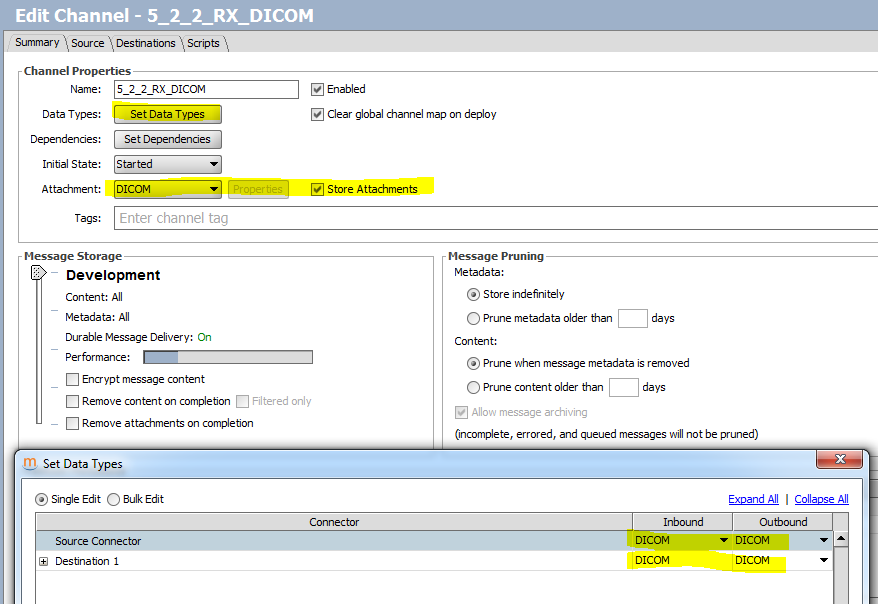 Edit Channel - 5_2_2_RX_DICOM
Summary Source Destinations Scripts
Channel Properties
Name: 5_2_2_RX_DICOM Enabled
Data Types: Set Data Types Clear global channel map on deploy
Dependencies: Set Dependencies
Initial State: Started
Attachment: DICOM Properties Store Attachments
Tags: Enter channel tag
Message Storage
Development
Content: All
Metadata: All
Durable Message Delivery: On
Performance:
Encrypt message content
Remove content on completion Filtered only
Remove attachments on completion
Message Pruning
Metadata:
Store indefinitely
Prune metadata older than days
Content:
Prune when message metadata is removed
Prune content older than days
Allow message archiving
(incomplete, errored, and queued messages will not be pruned)
m Set Data Types
Single Edit Bulk Edit Expand All | Collapse All
Connector Inbound Outbound
Source Connector DICOM DICOM
Destination 1 DICOM DICOM